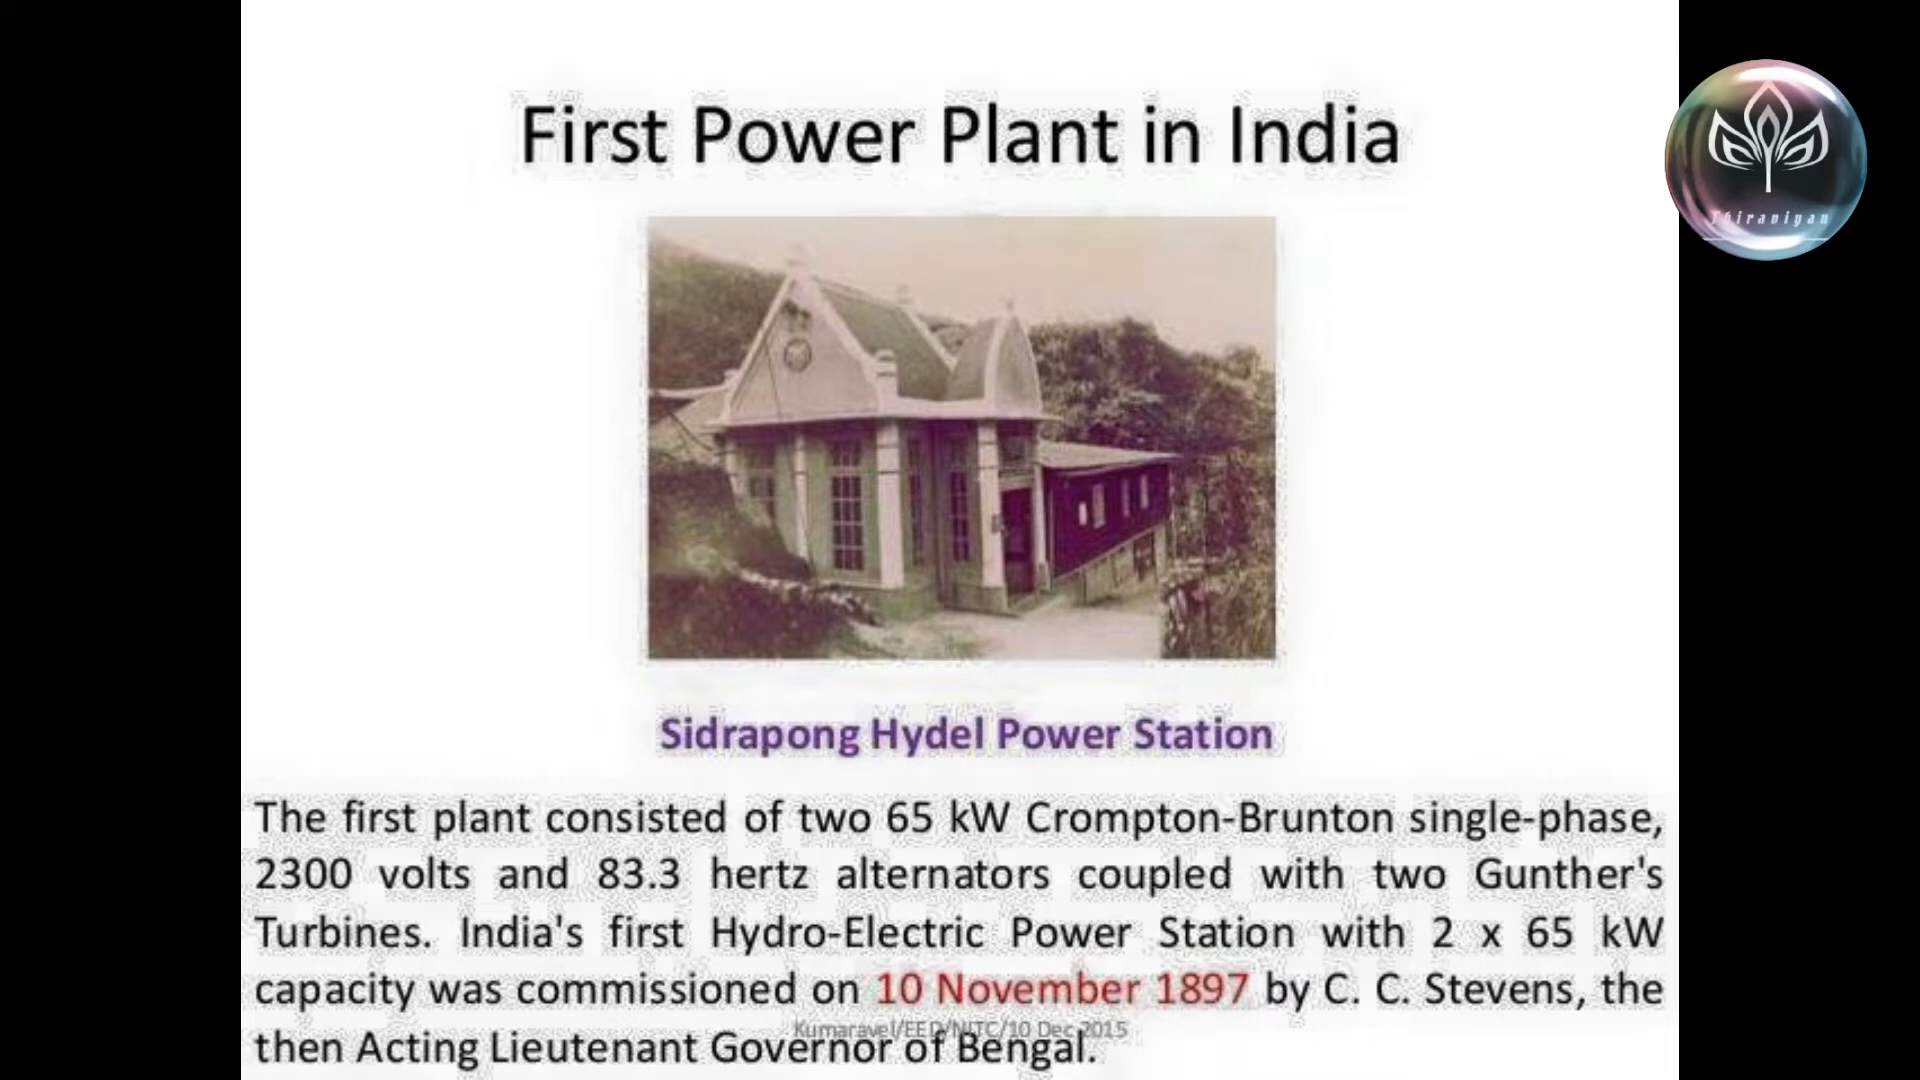 First Power Plant in India
Thiraviyan
Sidrapong Hydel Power Station
The first plant consisted of two 65 kW Crompton-Brunton single-phase,
2300 volts and 83.3 hertz alternators coupled with two Gunther's
Turbines. India's first Hydro-Electric Power Station with 2 x 65 kW
capacity was commissioned on 10 November 1897 by C. C. Stevens, the
Kumaravel/EED/NITC/10 Dec 2015
then Acting Lieutenant Governor of Bengal.